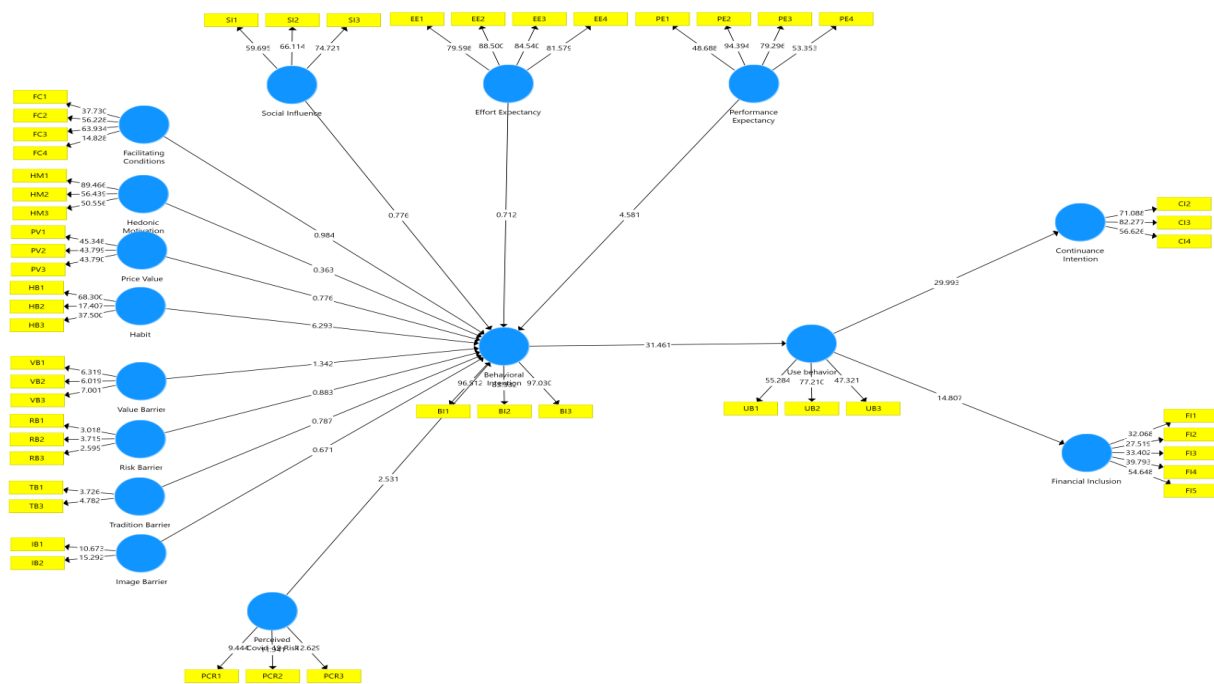 SI1 SI2 SI3 EE1 EE2 EE3 EE4 PE1 PE2 PE3 PE4
59.695 66.114 74.721 79.598 88.500 84.540 81.579 48.688 94.394 79.296 53.353
Social Influence
Effort Expectancy
Performance
Expectancy
FC1
FC2
FC3
FC4
37.730
56.228
63.934
14.828
Facilitating
Conditions
HM1
HM2
HM3
89.466
56.439
50.556
Hedonic
Motivation
PV1
PV2
PV3
45.348
43.799
43.790
Price Value
HB1
HB2
HB3
68.300
17.407
37.500
Habit
VB1
VB2
VB3
6.319
6.019
7.001
Value Barrier
RB1
RB2
RB3
3.018
3.715
2.595
Risk Barrier
TB1
TB3
3.726
4.782
Tradition Barrier
IB1
IB2
10.673
15.292
Image Barrier
0.776
0.712
4.581
0.984
0.363
0.776
6.293
1.342
0.883
0.787
0.671
2.531
Behavioral
Intention
96.512 97.030
BI1 BI2 BI3
31.461
Use behavior
55.284 77.210 47.321
UB1 UB2 UB3
29.993
14.807
Continuance
Intention
71.088
82.277
56.626
CI2
CI3
CI4
Financial Inclusion
32.068
27.519
33.402
39.793
54.648
FI1
FI2
FI3
FI4
FI5
Perceived
Covid-19 Risk
9.444 12.629
PCR1 PCR2 PCR3